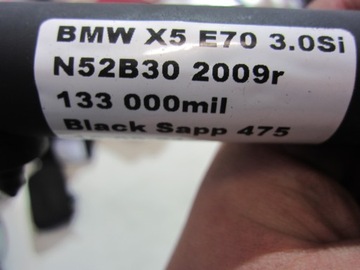 BMW X5 E70 3.0Si
N52B30 2009r
133 000mil
Black Sapp 475